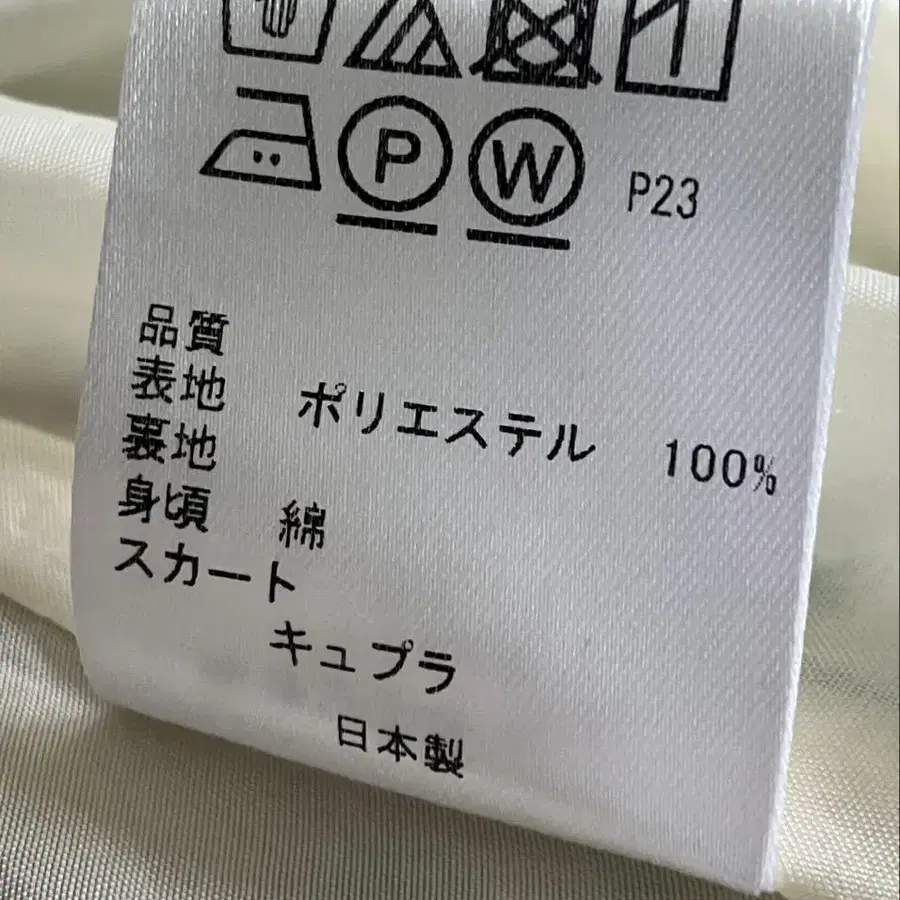 P W P23
品質
表地 ポリエステル 100%
裏地
身頃 綿
スカート
キュプラ
日本製